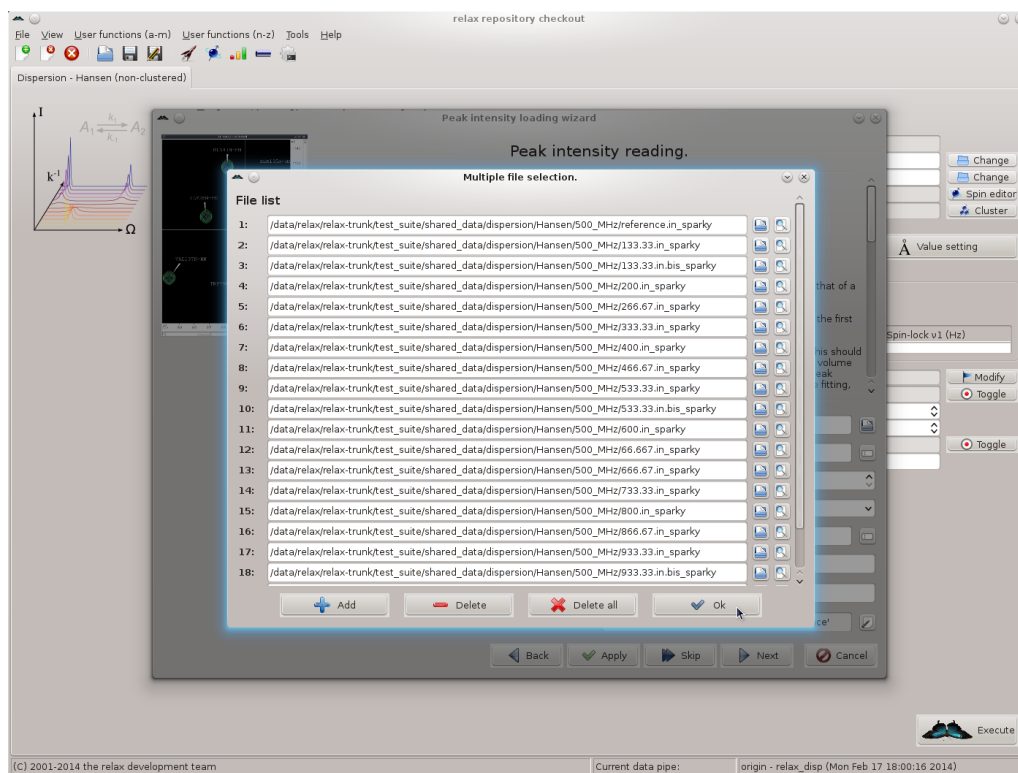 relax repository checkout
File View User functions (a-m) User functions (n-z) Tools Help
Dispersion - Hansen (non-clustered)
I
A1 k1 k-1 A2
k-1
Ω
Peak intensity loading wizard
Peak intensity reading.
Multiple file selection.
File list
1: /data/relax/relax-trunk/test_suite/shared_data/dispersion/Hansen/500_MHz/reference.in_sparky
2: /data/relax/relax-trunk/test_suite/shared_data/dispersion/Hansen/500_MHz/133.33.in_sparky
3: /data/relax/relax-trunk/test_suite/shared_data/dispersion/Hansen/500_MHz/133.33.in.bis_sparky
4: /data/relax/relax-trunk/test_suite/shared_data/dispersion/Hansen/500_MHz/200.in_sparky
5: /data/relax/relax-trunk/test_suite/shared_data/dispersion/Hansen/500_MHz/266.67.in_sparky
6: /data/relax/relax-trunk/test_suite/shared_data/dispersion/Hansen/500_MHz/333.33.in_sparky
7: /data/relax/relax-trunk/test_suite/shared_data/dispersion/Hansen/500_MHz/400.in_sparky
8: /data/relax/relax-trunk/test_suite/shared_data/dispersion/Hansen/500_MHz/466.67.in_sparky
9: /data/relax/relax-trunk/test_suite/shared_data/dispersion/Hansen/500_MHz/533.33.in_sparky
10: /data/relax/relax-trunk/test_suite/shared_data/dispersion/Hansen/500_MHz/533.33.in.bis_sparky
11: /data/relax/relax-trunk/test_suite/shared_data/dispersion/Hansen/500_MHz/600.in_sparky
12: /data/relax/relax-trunk/test_suite/shared_data/dispersion/Hansen/500_MHz/66.667.in_sparky
13: /data/relax/relax-trunk/test_suite/shared_data/dispersion/Hansen/500_MHz/666.67.in_sparky
14: /data/relax/relax-trunk/test_suite/shared_data/dispersion/Hansen/500_MHz/733.33.in_sparky
15: /data/relax/relax-trunk/test_suite/shared_data/dispersion/Hansen/500_MHz/800.in_sparky
16: /data/relax/relax-trunk/test_suite/shared_data/dispersion/Hansen/500_MHz/866.67.in_sparky
17: /data/relax/relax-trunk/test_suite/shared_data/dispersion/Hansen/500_MHz/933.33.in_sparky
18: /data/relax/relax-trunk/test_suite/shared_data/dispersion/Hansen/500_MHz/933.33.in.bis_sparky
Add Delete Delete all Ok
that of a
the first
his should
volume
eak
fitting,
ce'
Back Apply Skip Next Cancel
Change
Change
Spin editor
Cluster
Å Value setting
Spin-lock ν1 (Hz)
Modify
Toggle
Toggle
Execute
(C) 2001-2014 the relax development team
Current data pipe:
origin - relax_disp (Mon Feb 17 18:00:16 2014)